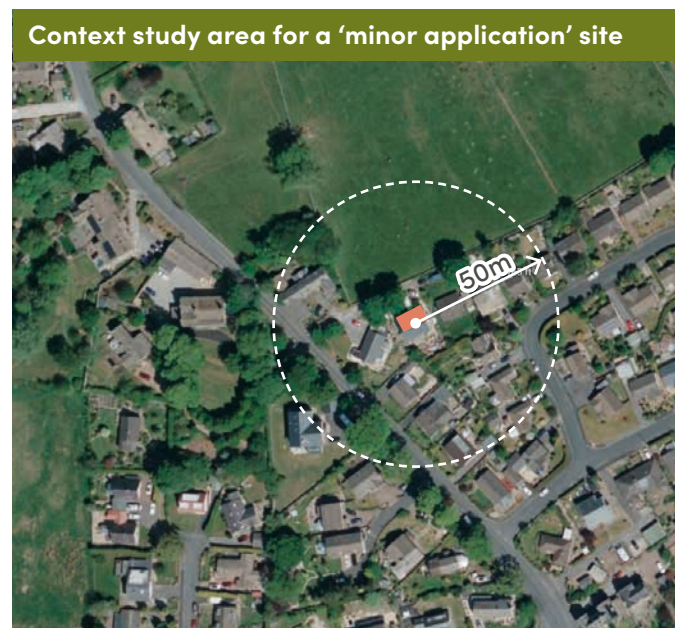 Context study area for a ‘minor application’ site
50m